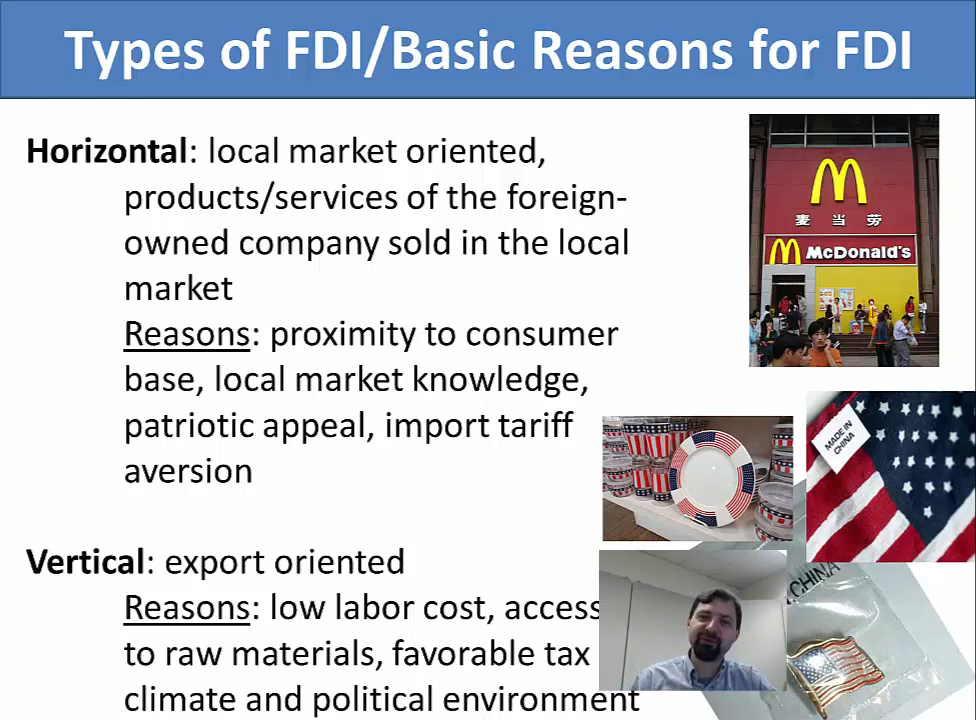 Types of FDI/Basic Reasons for FDI
Horizontal: local market oriented,
products/services of the foreign-
owned company sold in the local
market
Reasons: proximity to consumer
base, local market knowledge,
patriotic appeal, import tariff
aversion
Vertical: export oriented
Reasons: low labor cost, access
to raw materials, favorable tax
climate and political environment
麦当劳
McDonald's
MADE IN
CHINA
CHINA